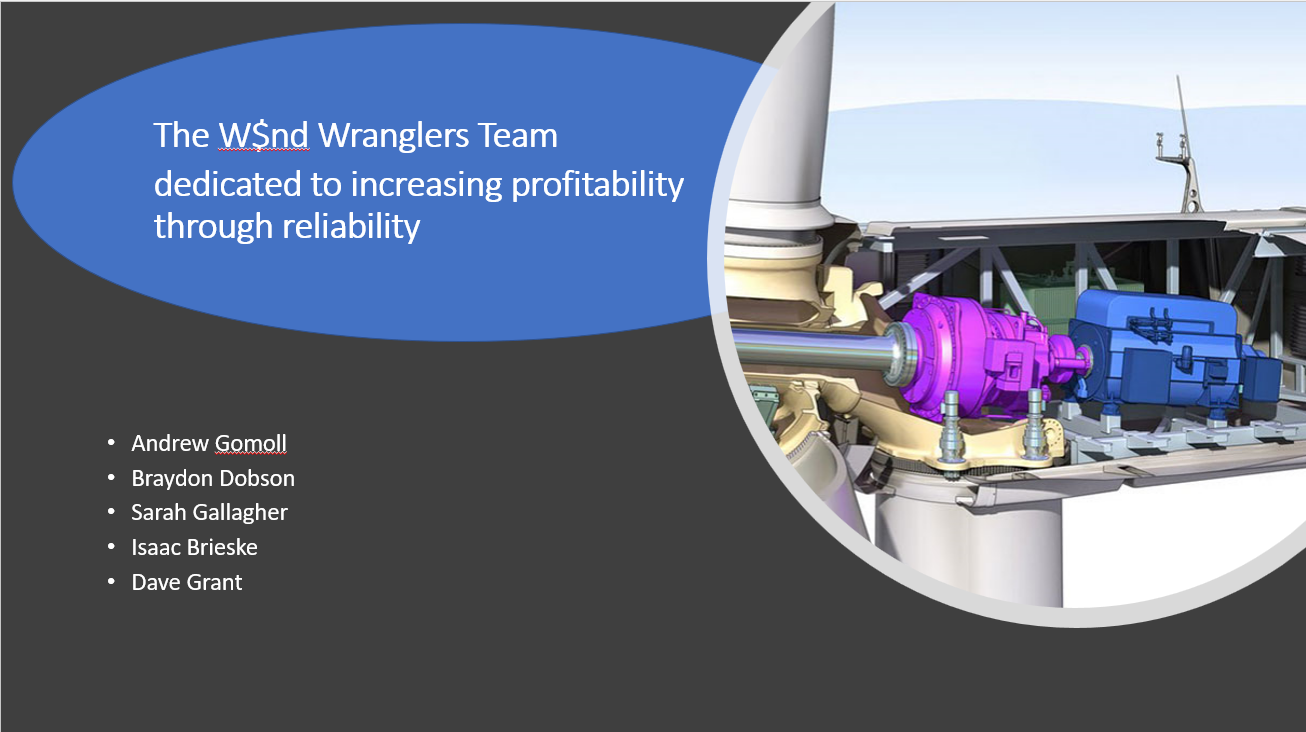 The W$nd Wranglers Team
dedicated to increasing profitability
through reliability
• Andrew Gomoll
• Braydon Dobson
• Sarah Gallagher
• Isaac Brieske
• Dave Grant